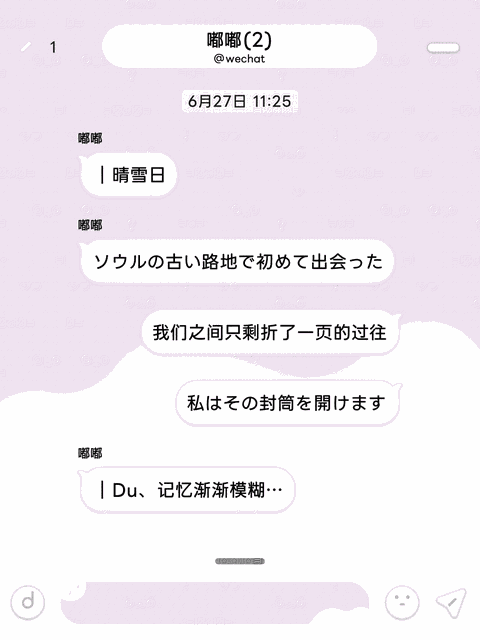 1
嘟嘟(2)
@wechat
6月27日 11:25
嘟嘟
｜晴雪日
嘟嘟
ソウルの古い路地で初めて出会った
我们之间只剩折了一页的过往
私はその封筒を開けます
嘟嘟
｜Du、记忆渐渐模糊…
d